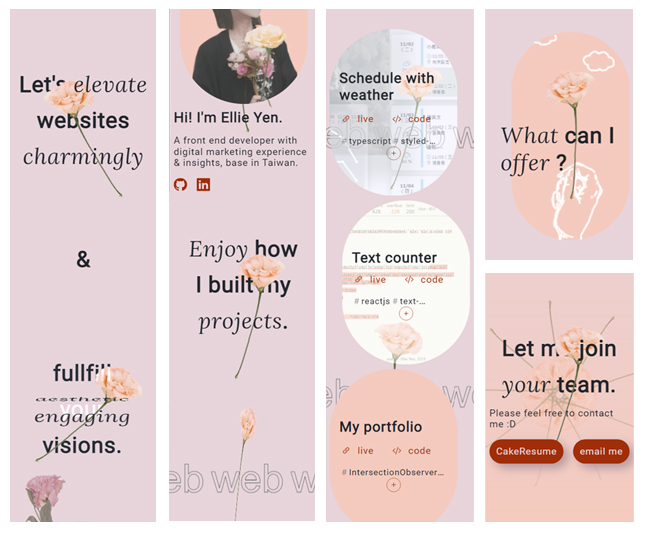 Let's elevate
websites
charmingly
&
fullfill
aesthetic
you
engaging
visions.
Hi! I'm Ellie Yen.
A front end developer with
digital marketing experience
& insights, base in Taiwan.
Enjoy how
I built my
projects.
eb web w
Schedule with
weather
live code
# typescript # styled-...
+
Text counter
live code
# reactjs # text-...
+
My portfolio
live code
# IntersectionObserver...
+
What can I
offer ?
Let me join
your team.
Please feel free to contact
me :D
CakeResume email me